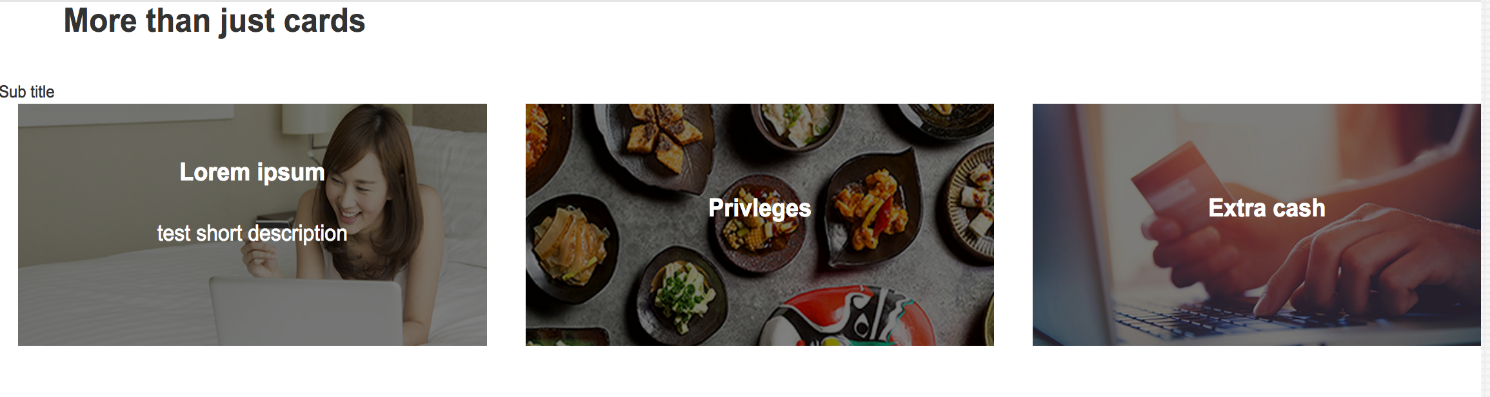 More than just cards
Sub title
Lorem ipsum
test short description
Privleges
Extra cash